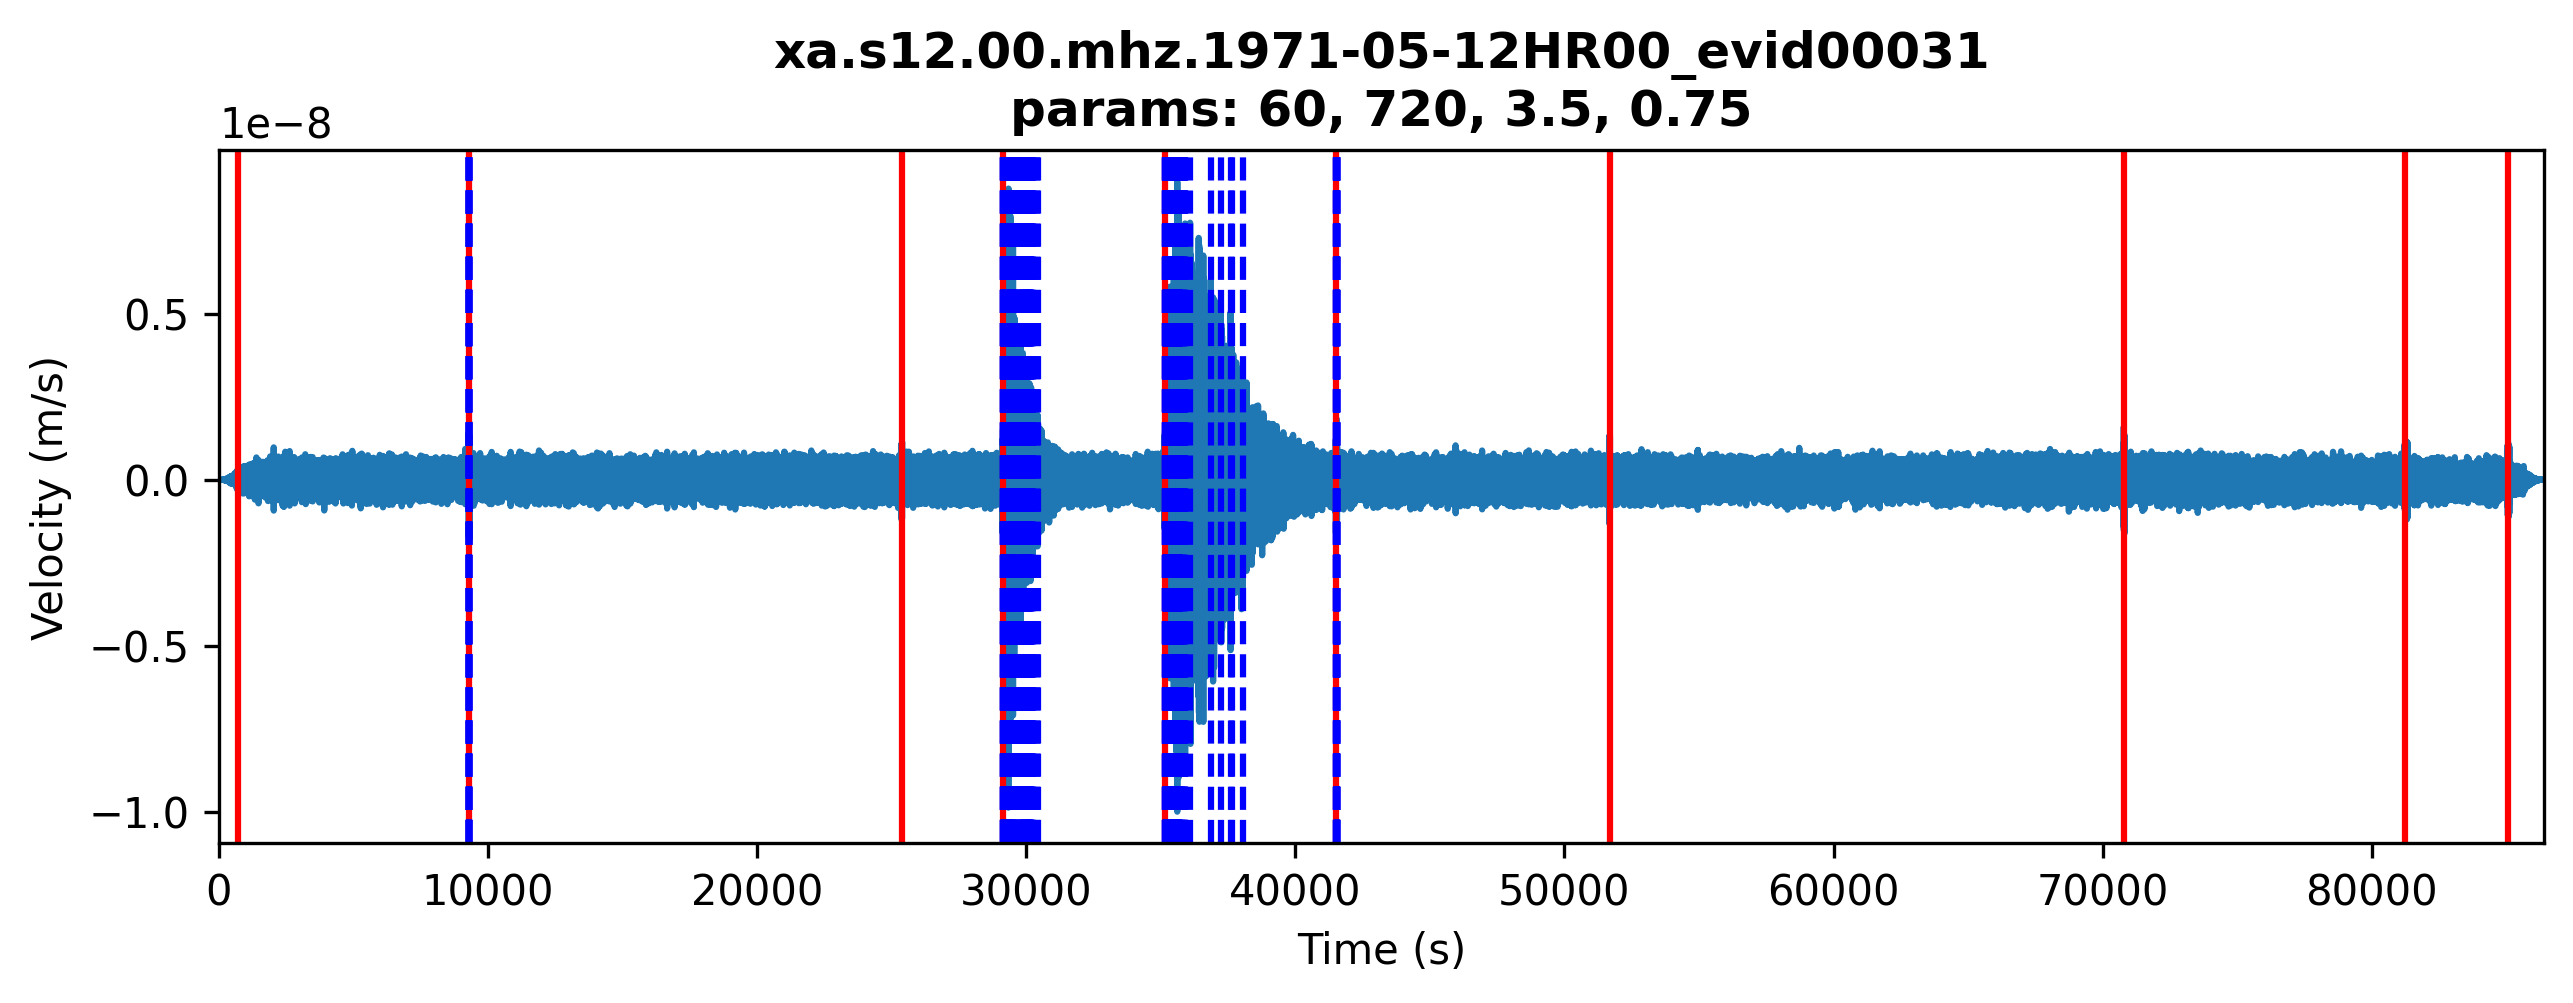 xa.s12.00.mhz.1971-05-12HR00_evid00031
params: 60, 720, 3.5, 0.75
1e−8
0.5
0.0
−0.5
−1.0
Velocity (m/s)
0 10000 20000 30000 40000 50000 60000 70000 80000
Time (s)